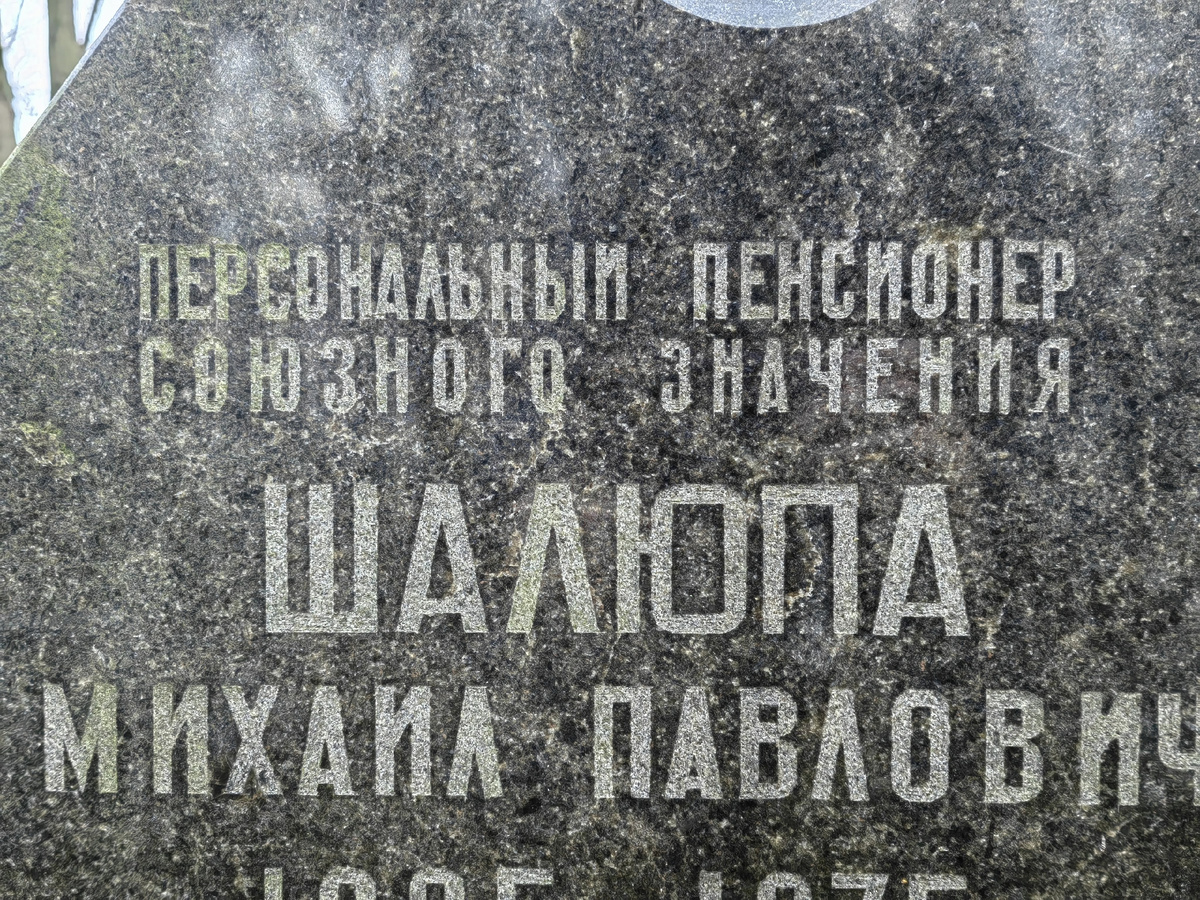 ПЕРСОНАЛЬНЫЙ ПЕНСИОНЕР
СОЮЗНОГО ЗНАЧЕНИЯ
ШАЛЮПА
МИХАИЛ ПАВЛОВИЧ